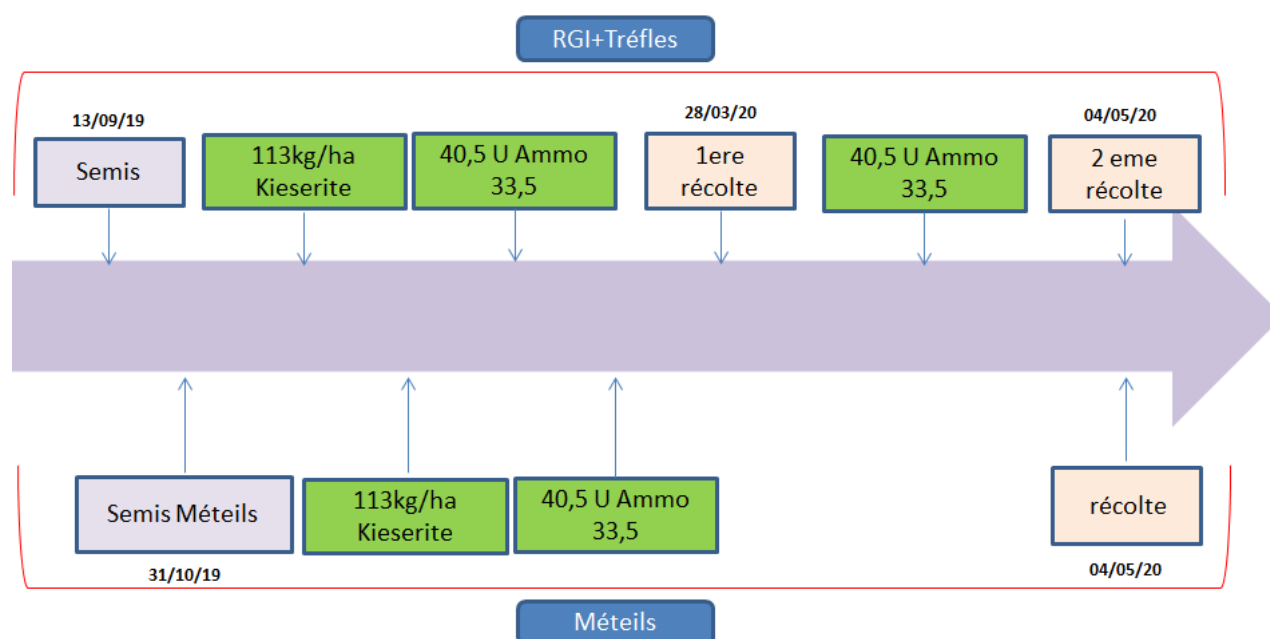 RGI+Tréfles
13/09/19
Semis
113kg/ha
Kieserite
40,5 U Ammo
33,5
28/03/20
1ere
récolte
40,5 U Ammo
33,5
04/05/20
2 eme
récolte
Semis Méteils
31/10/19
113kg/ha
Kieserite
40,5 U Ammo
33,5
récolte
04/05/20
Méteils